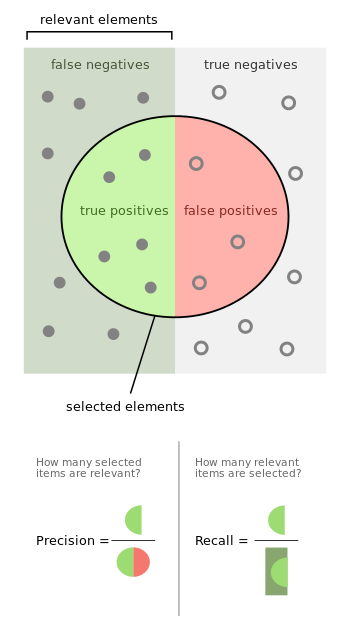 relevant elements
false negatives
true negatives
true positives
false positives
selected elements
How many selected
items are relevant?
How many relevant
items are selected?
Precision =
Recall =